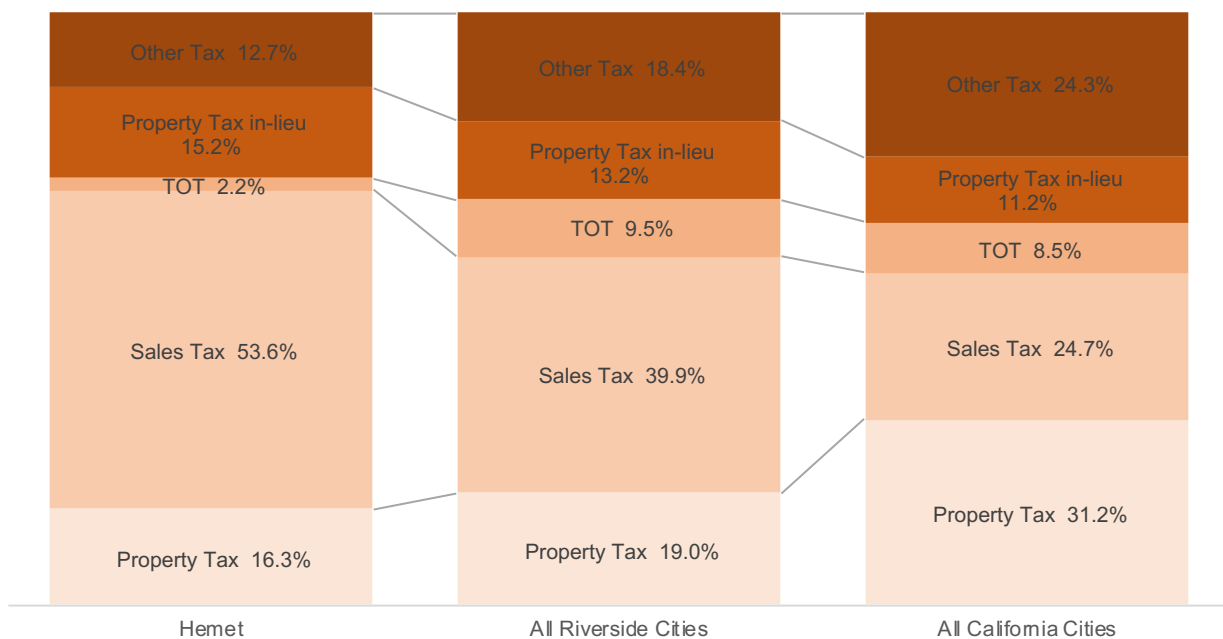 Other Tax 12.7%
Property Tax in-lieu
15.2%
TOT 2.2%
Sales Tax 53.6%
Property Tax 16.3%
Hemet
Other Tax 18.4%
Property Tax in-lieu
13.2%
TOT 9.5%
Sales Tax 39.9%
Property Tax 19.0%
All Riverside Cities
Other Tax 24.3%
Property Tax in-lieu
11.2%
TOT 8.5%
Sales Tax 24.7%
Property Tax 31.2%
All California Cities